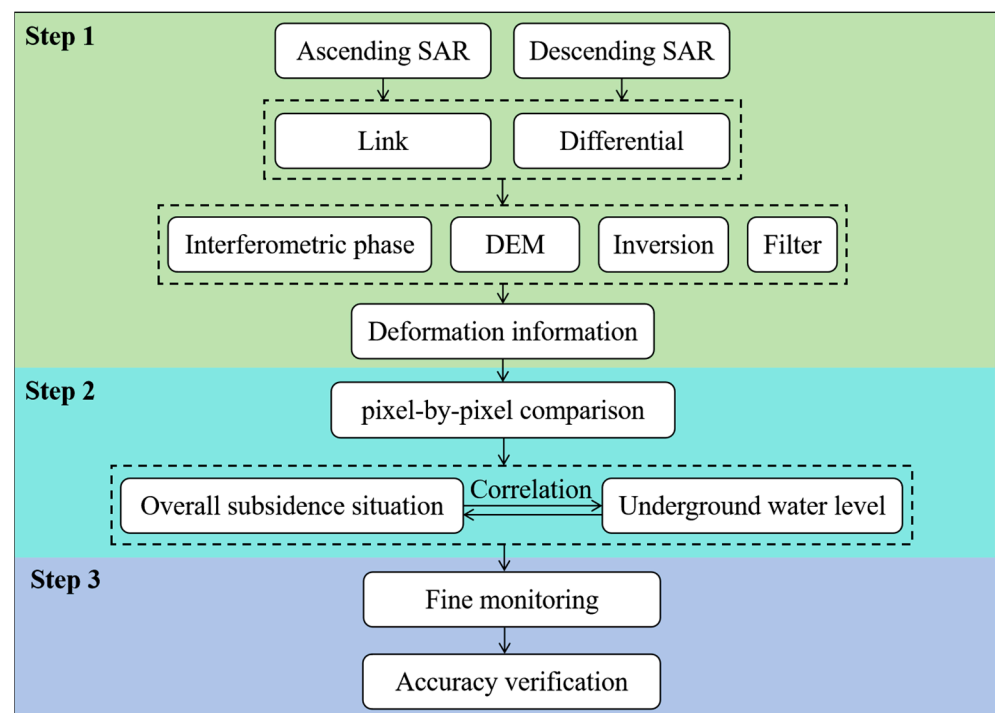 Step 1
Ascending SAR
Descending SAR
Link
Differential
Interferometric phase
DEM
Inversion
Filter
Deformation information
Step 2
pixel-by-pixel comparison
Overall subsidence situation
Correlation
Underground water level
Step 3
Fine monitoring
Accuracy verification